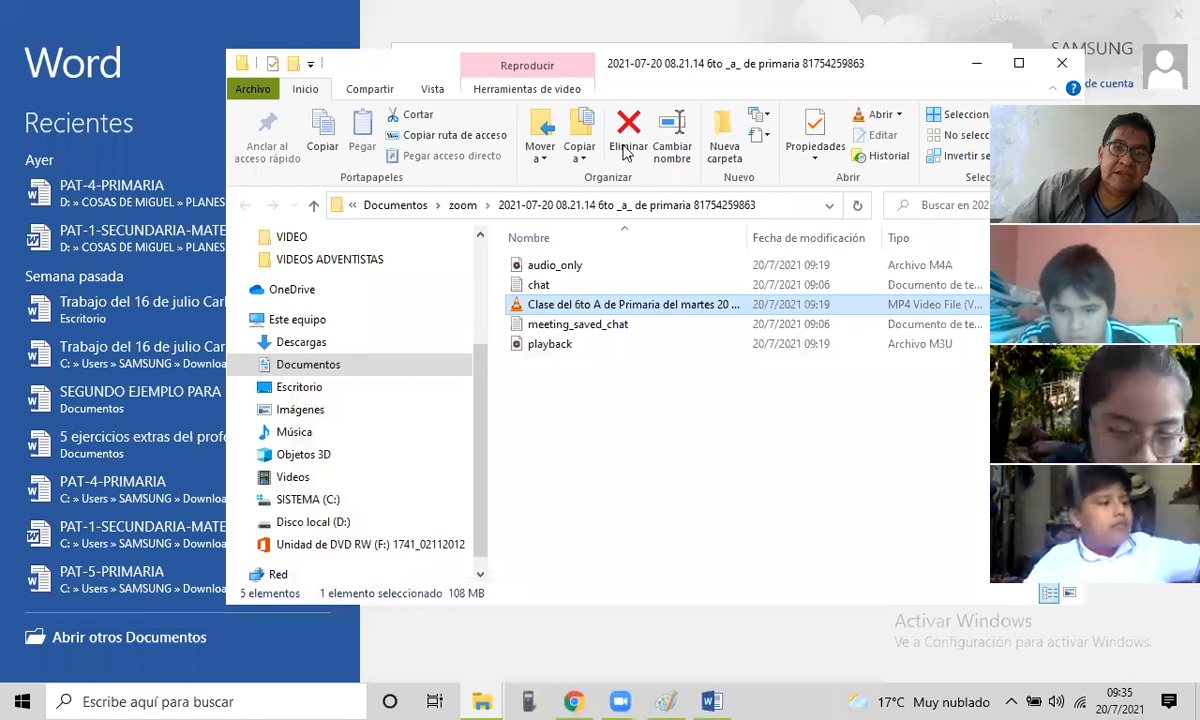 Word
Recientes
Ayer
PAT-4-PRIMARIA
D: » COSAS DE MIGUEL » PLANES
PAT-1-SECUNDARIA-MATE
D: » COSAS DE MIGUEL » PLANES
Semana pasada
Trabajo del 16 de julio Carl
Escritorio
Trabajo del 16 de julio Car
C: » Users » SAMSUNG » Downloa
SEGUNDO EJEMPLO PARA
Documentos
5 ejercicios extras del profe
Documentos
PAT-4-PRIMARIA
C: » Users » SAMSUNG » Downloa
PAT-1-SECUNDARIA-MATE
C: » Users » SAMSUNG » Downloa
PAT-5-PRIMARIA
C: » Users » SAMSUNG » Downloa
Abrir otros Documentos
SAMSUNG
de cuenta
Reproducir
2021-07-20 08.21.14 6to _a_ de primaria 81754259863
Archivo
Inicio
Compartir
Vista
Herramientas de video
Anclar al acceso rápido
Copiar
Pegar
Cortar
Copiar ruta de acceso
Pegar acceso directo
Portapapeles
Mover a
Copiar a
Eliminar
Cambiar nombre
Organizar
Nueva carpeta
Nuevo
Propiedades
Abrir
Editar
Historial
Abrir
Seleccion
No selecc
Invertir se
Selec
« Documentos › zoom › 2021-07-20 08.21.14 6to _a_ de primaria 81754259863
Buscar en 202
VIDEO
VIDEOS ADVENTISTAS
OneDrive
Este equipo
Descargas
Documentos
Escritorio
Imágenes
Música
Objetos 3D
Videos
SISTEMA (C:)
Disco local (D:)
Unidad de DVD RW (F:) 1741_02112012
Red
Nombre Fecha de modificación Tipo
audio_only 20/7/2021 09:19 Archivo M4A
chat 20/7/2021 09:06 Documento de te...
Clase del 6to A de Primaria del martes 20 ... 20/7/2021 09:19 MP4 Video File (V...
meeting_saved_chat 20/7/2021 09:06 Documento de te...
playback 20/7/2021 09:19 Archivo M3U
5 elementos 1 elemento seleccionado 108 MB
Activar Windows
Ve a Configuración para activar Windows.
Escribe aquí para buscar
17°C Muy nublado
09:35
20/7/2021